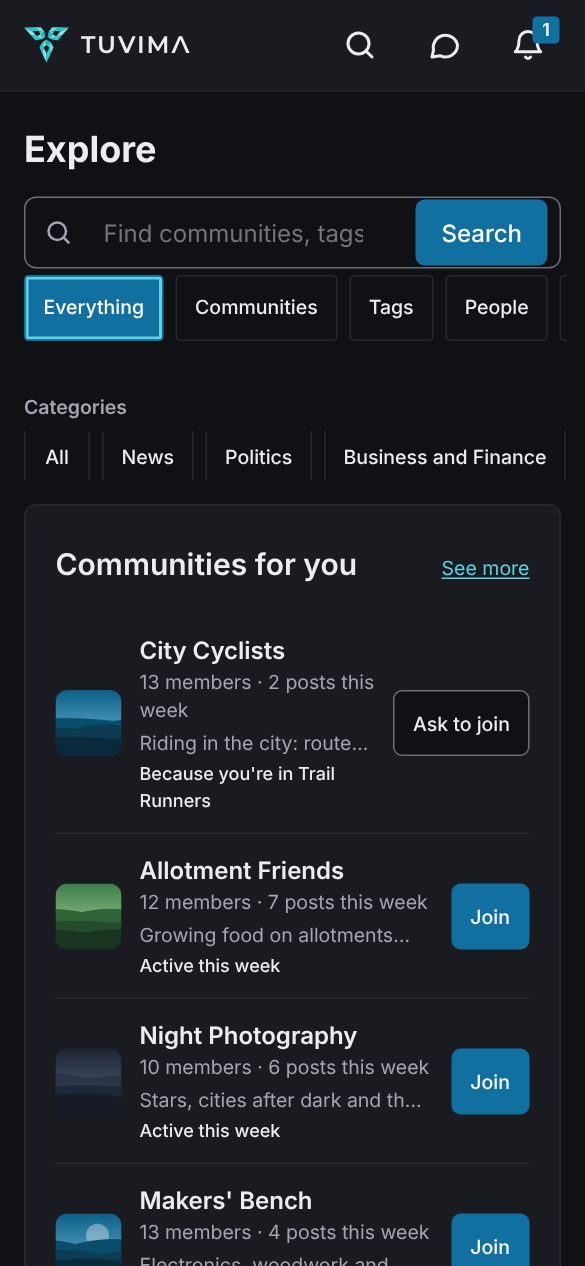 TUVIMA
1
Explore
Find communities, tags
Search
Everything
Communities
Tags
People
Categories
All
News
Politics
Business and Finance
Communities for you
See more
City Cyclists
13 members · 2 posts this
week
Riding in the city: route…
Because you're in Trail
Runners
Ask to join
Allotment Friends
12 members · 7 posts this week
Growing food on allotments…
Active this week
Join
Night Photography
10 members · 6 posts this week
Stars, cities after dark and th…
Active this week
Join
Makers' Bench
13 members · 4 posts this week
Electronics, woodwork and
Join